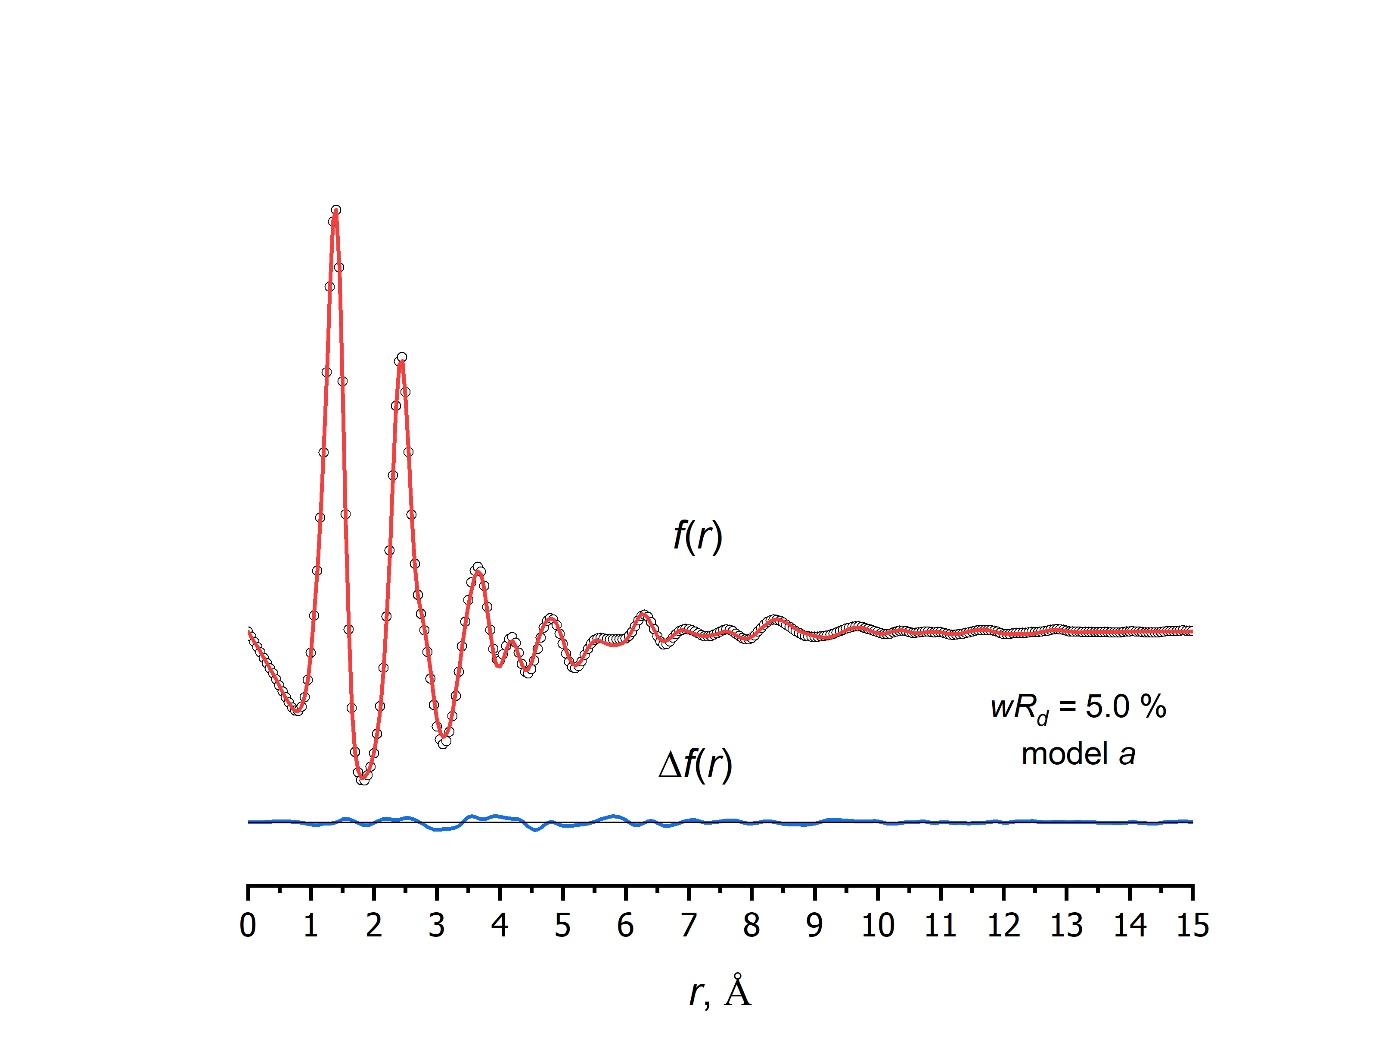 f(r)
wRd = 5.0 %
model a
Δf(r)
0 1 2 3 4 5 6 7 8 9 10 11 12 13 14 15
r, Å